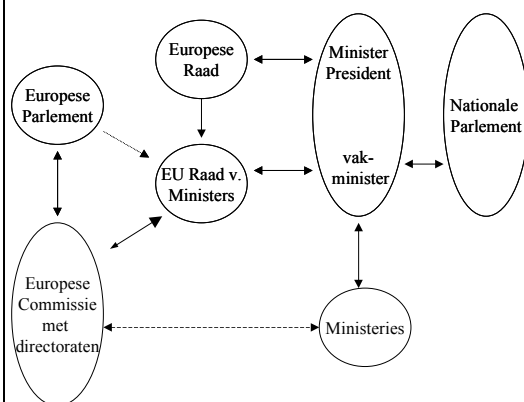 Europese
Raad
Minister
President
Europese
Parlement
Nationale
Parlement
EU Raad v.
Ministers
vak-
minister
Europese
Commissie
met
directoraten
Ministeries